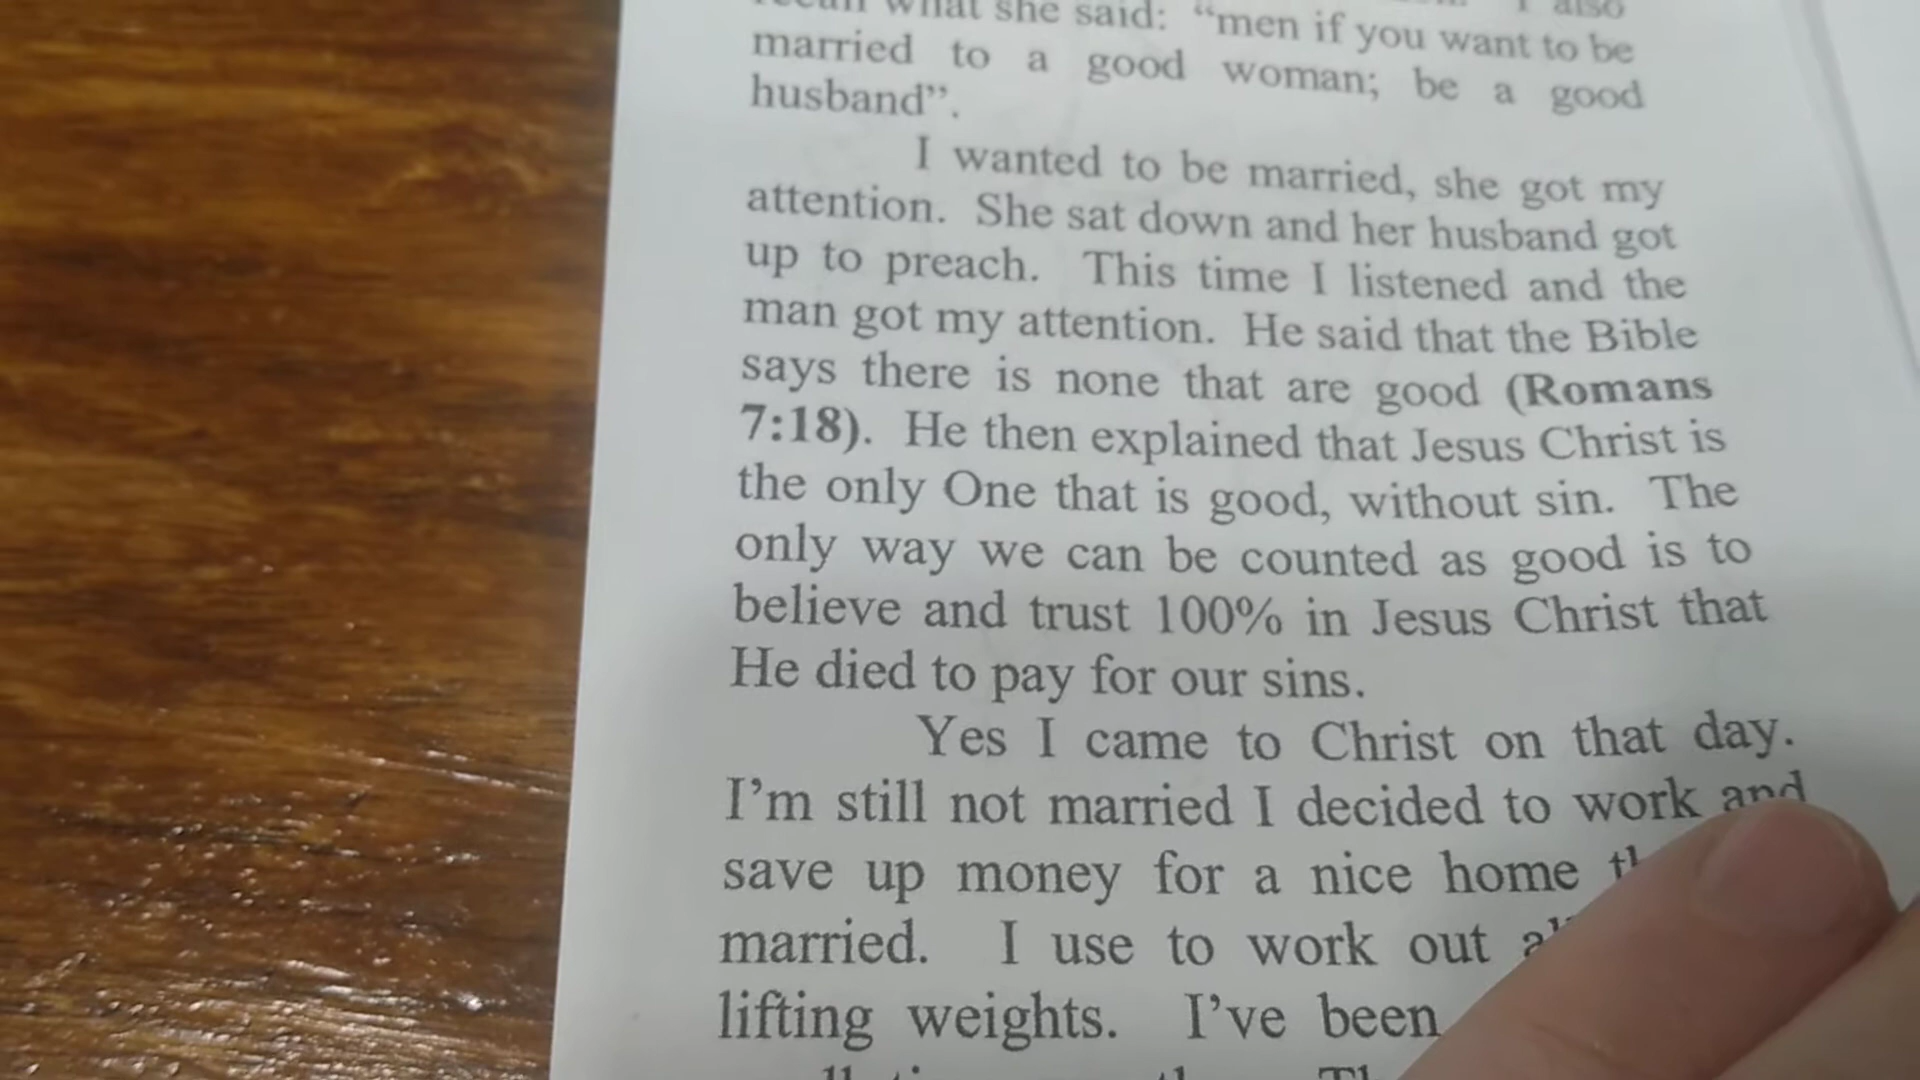 what she said: “men if you want to be
married to a good woman; be a good
husband”.
I wanted to be married, she got my
attention. She sat down and her husband got
up to preach. This time I listened and the
man got my attention. He said that the Bible
says there is none that are good (Romans
7:18). He then explained that Jesus Christ is
the only One that is good, without sin. The
only way we can be counted as good is to
believe and trust 100% in Jesus Christ that
He died to pay for our sins.
Yes I came to Christ on that day.
I’m still not married I decided to work and
save up money for a nice home
married. I use to work out
lifting weights. I’ve been